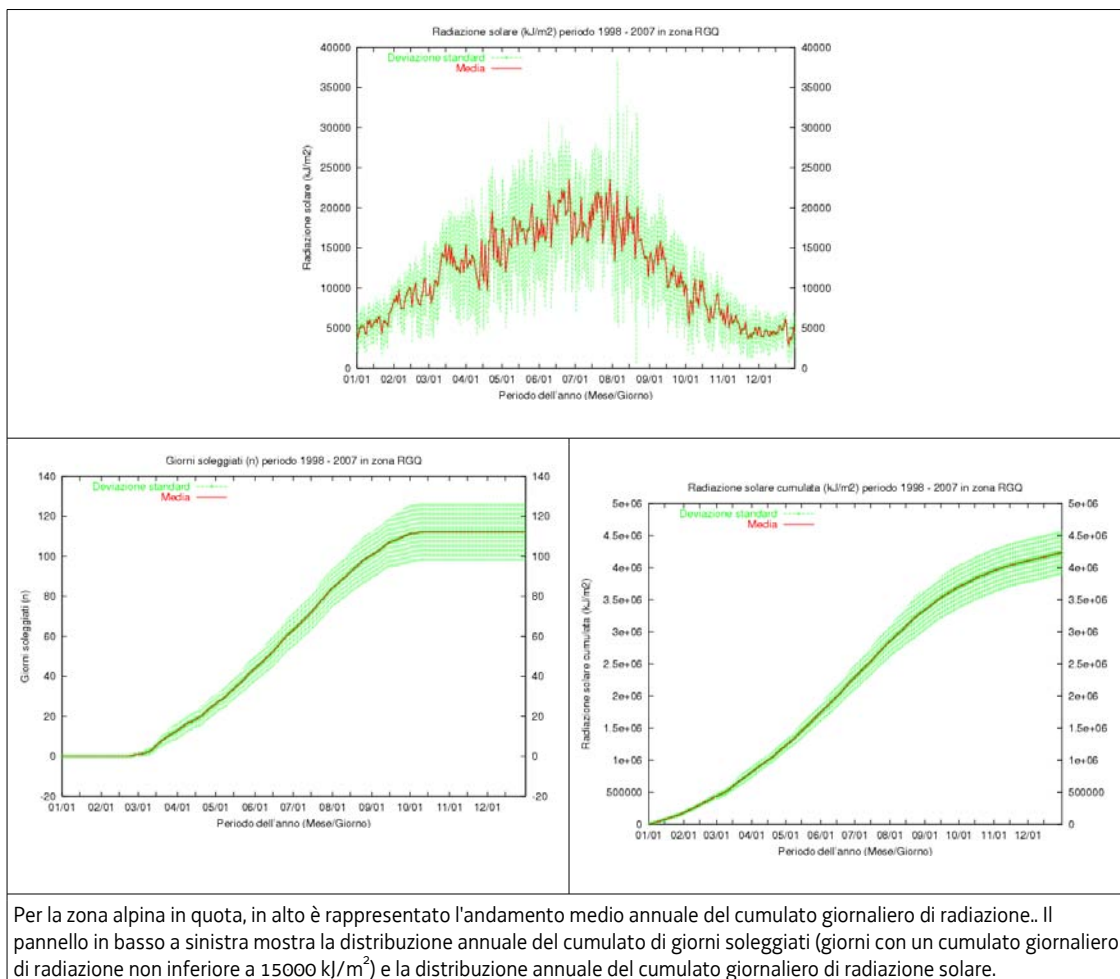 Radiazione solare (kJ/m2) periodo 1998 - 2007 in zona RGQ
Deviazione standard
Media
Radiazione solare (kJ/m2)
40000
35000
30000
25000
20000
15000
10000
5000
0
40000
35000
30000
25000
20000
15000
10000
5000
0
01/01 02/01 03/01 04/01 05/01 06/01 07/01 08/01 09/01 10/01 11/01 12/01
Periodo dell'anno (Mese/Giorno)
Giorni soleggiati (n) periodo 1998 - 2007 in zona RGQ
Deviazione standard
Media
Giorni soleggiati (n)
140
120
100
80
60
40
20
0
-20
140
120
100
80
60
40
20
0
-20
01/01 02/01 03/01 04/01 05/01 06/01 07/01 08/01 09/01 10/01 11/01 12/01
Periodo dell'anno (Mese/Giorno)
Radiazione solare cumulata (kJ/m2) periodo 1998 - 2007 in zona RGQ
Deviazione standard
Media
Radiazione solare cumulata (kJ/m2)
5e+06
4.5e+06
4e+06
3.5e+06
3e+06
2.5e+06
2e+06
1.5e+06
1e+06
500000
0
5e+06
4.5e+06
4e+06
3.5e+06
3e+06
2.5e+06
2e+06
1.5e+06
1e+06
500000
0
01/01 02/01 03/01 04/01 05/01 06/01 07/01 08/01 09/01 10/01 11/01 12/01
Periodo dell'anno (Mese/Giorno)
Per la zona alpina in quota, in alto è rappresentato l'andamento medio annuale del cumulato giornaliero di radiazione.. Il
pannello in basso a sinistra mostra la distribuzione annuale del cumulato di giorni soleggiati (giorni con un cumulato giornaliero
di radiazione non inferiore a 15000 kJ/m²) e la distribuzione annuale del cumulato giornaliero di radiazione solare.